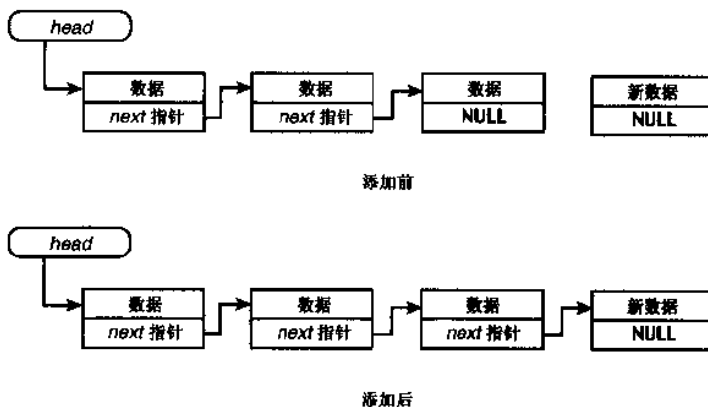 head
数据 数据 数据 新数据
next 指针 next 指针 NULL NULL
添加前
head
数据 数据 数据 新数据
next 指针 next 指针 next 指针 NULL
添加后